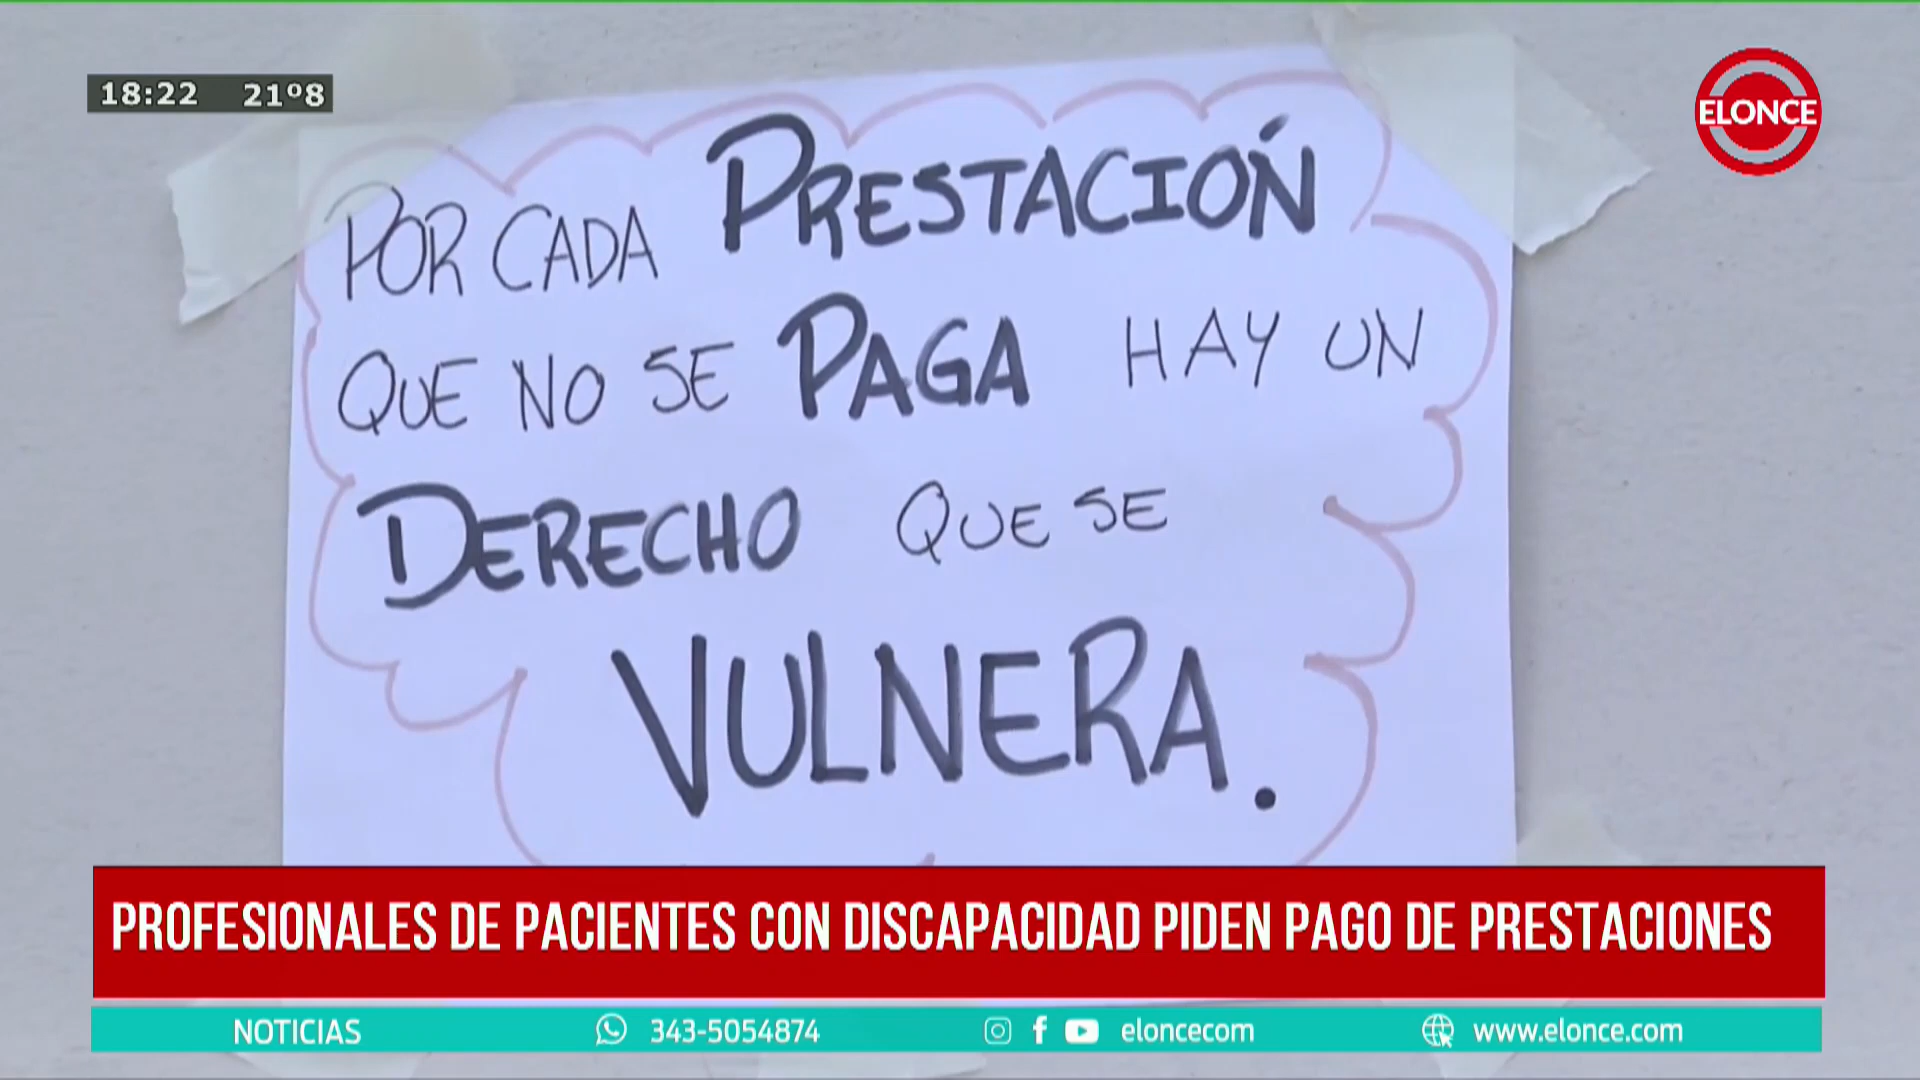 18:22 21º8
ELONCE
POR CADA PRESTACIÓN
QUE NO SE PAGA HAY UN
DERECHO QUE SE
VULNERA.
PROFESIONALES DE PACIENTES CON DISCAPACIDAD PIDEN PAGO DE PRESTACIONES
NOTICIAS 343-5054874 eloncecom www.elonce.com